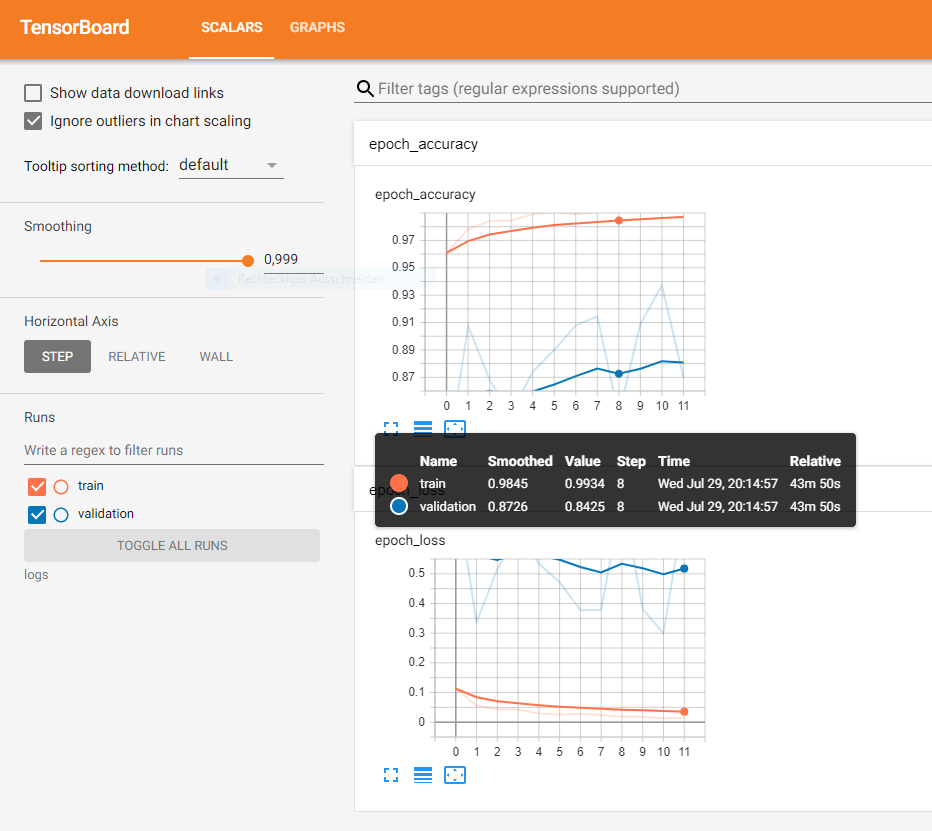 TensorBoard SCALARS GRAPHS
Show data download links
Ignore outliers in chart scaling
Tooltip sorting method: default
Smoothing
0,999
Rechteckiges Ausschneiden
Horizontal Axis
STEP RELATIVE WALL
Runs
Write a regex to filter runs
train
validation
TOGGLE ALL RUNS
logs
Filter tags (regular expressions supported)
epoch_accuracy
epoch_accuracy
0.97
0.95
0.93
0.91
0.89
0.87
0 1 2 3 4 5 6 7 8 9 10 11
Name Smoothed Value Step Time Relative
train 0.9845 0.9934 8 Wed Jul 29, 20:14:57 43m 50s
validation 0.8726 0.8425 8 Wed Jul 29, 20:14:57 43m 50s
epoch_loss
epoch_loss
0.5
0.4
0.3
0.2
0.1
0
0 1 2 3 4 5 6 7 8 9 10 11